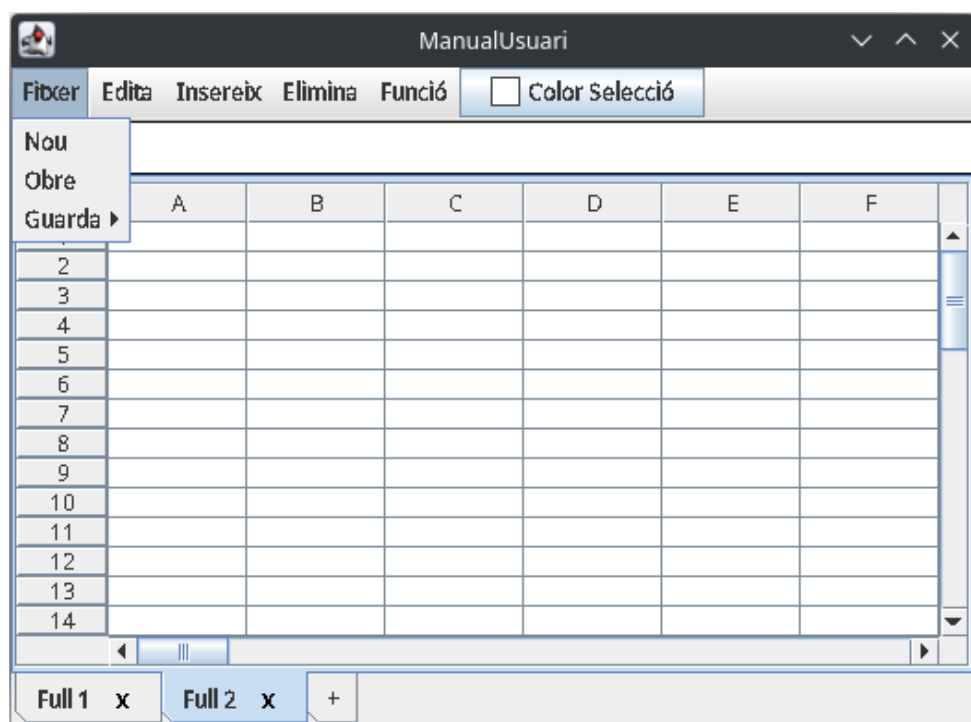 ManualUsuari
Fitxer Edita Insereix Elimina Funció Color Selecció
Nou
Obre
Guarda
A B C D E F
2
3
4
5
6
7
8
9
10
11
12
13
14
Full 1 x Full 2 x +